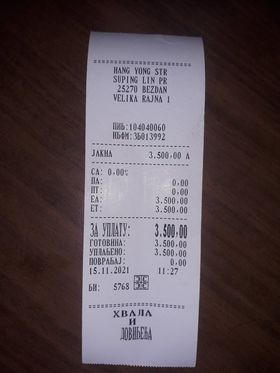 HANG YONG STR
SUPING LIN PR
25270 BEZDAN
VELIKA RAJNA 1
ПИБ:104040060
ИБФМ:ЗБ013992
ЈАКНА 3.500,00 А
СА: 0,00%
ПА: 0,00
ПТ: 0,00
ЕА: 3.500,00
ЕТ: 3.500,00
ЗА УПЛАТУ: 3.500,00
ГОТОВИНА: 3.500,00
УПЛАЋЕНО: 3.500,00
ПОВРАЋАЈ: 0,00
15.11.2021 11:27
БИ: 5768
ХВАЛА
И
ДОВИЂЕЊА